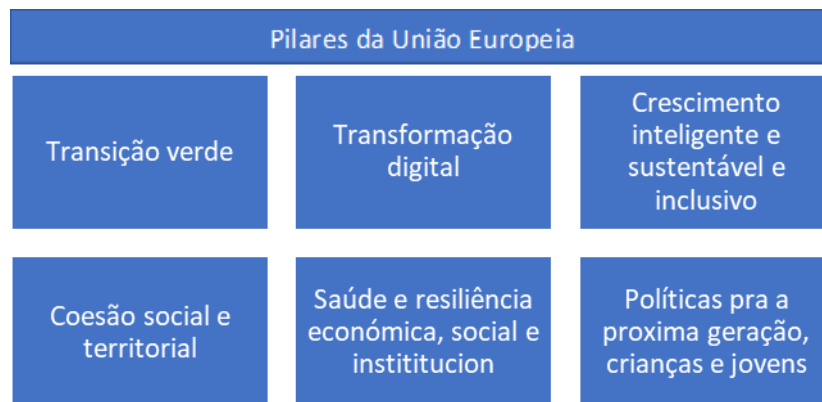 Pilares da União Europeia
Transição verde
Transformação
digital
Crescimento
inteligente e
sustentável e
inclusivo
Coesão social e
territorial
Saúde e resiliência
económica, social e
instititucion
Políticas pra a
proxima geração,
crianças e jovens